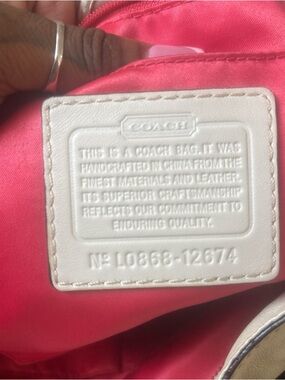 COACH
THIS IS A COACH BAG. IT WAS
HANDCRAFTED IN CHINA FROM THE
FINEST MATERIALS AND LEATHER.
ITS SUPERIOR CRAFTSMANSHIP
REFLECTS OUR COMMITMENT TO
ENDURING QUALITY.
Nº L0868-12674